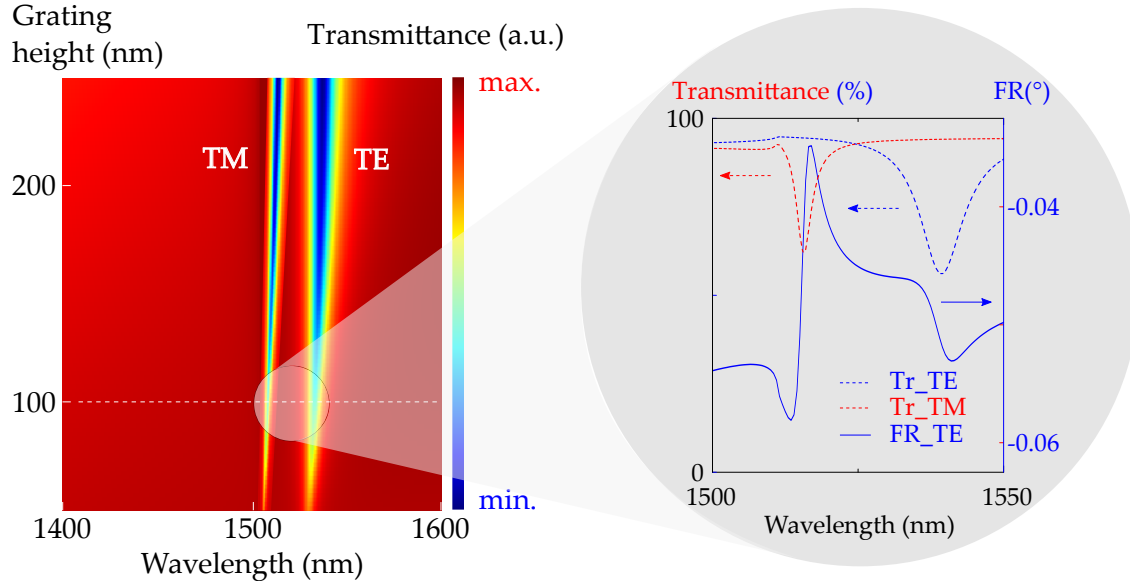 Grating
height (nm)
Transmittance (a.u.)
max.
TM
TE
200
100
min.
1400
1500
1600
Wavelength (nm)
Transmittance (%)
FR(°)
100
-0.04
Tr_TE
Tr_TM
FR_TE
-0.06
0
1500
1550
Wavelength (nm)